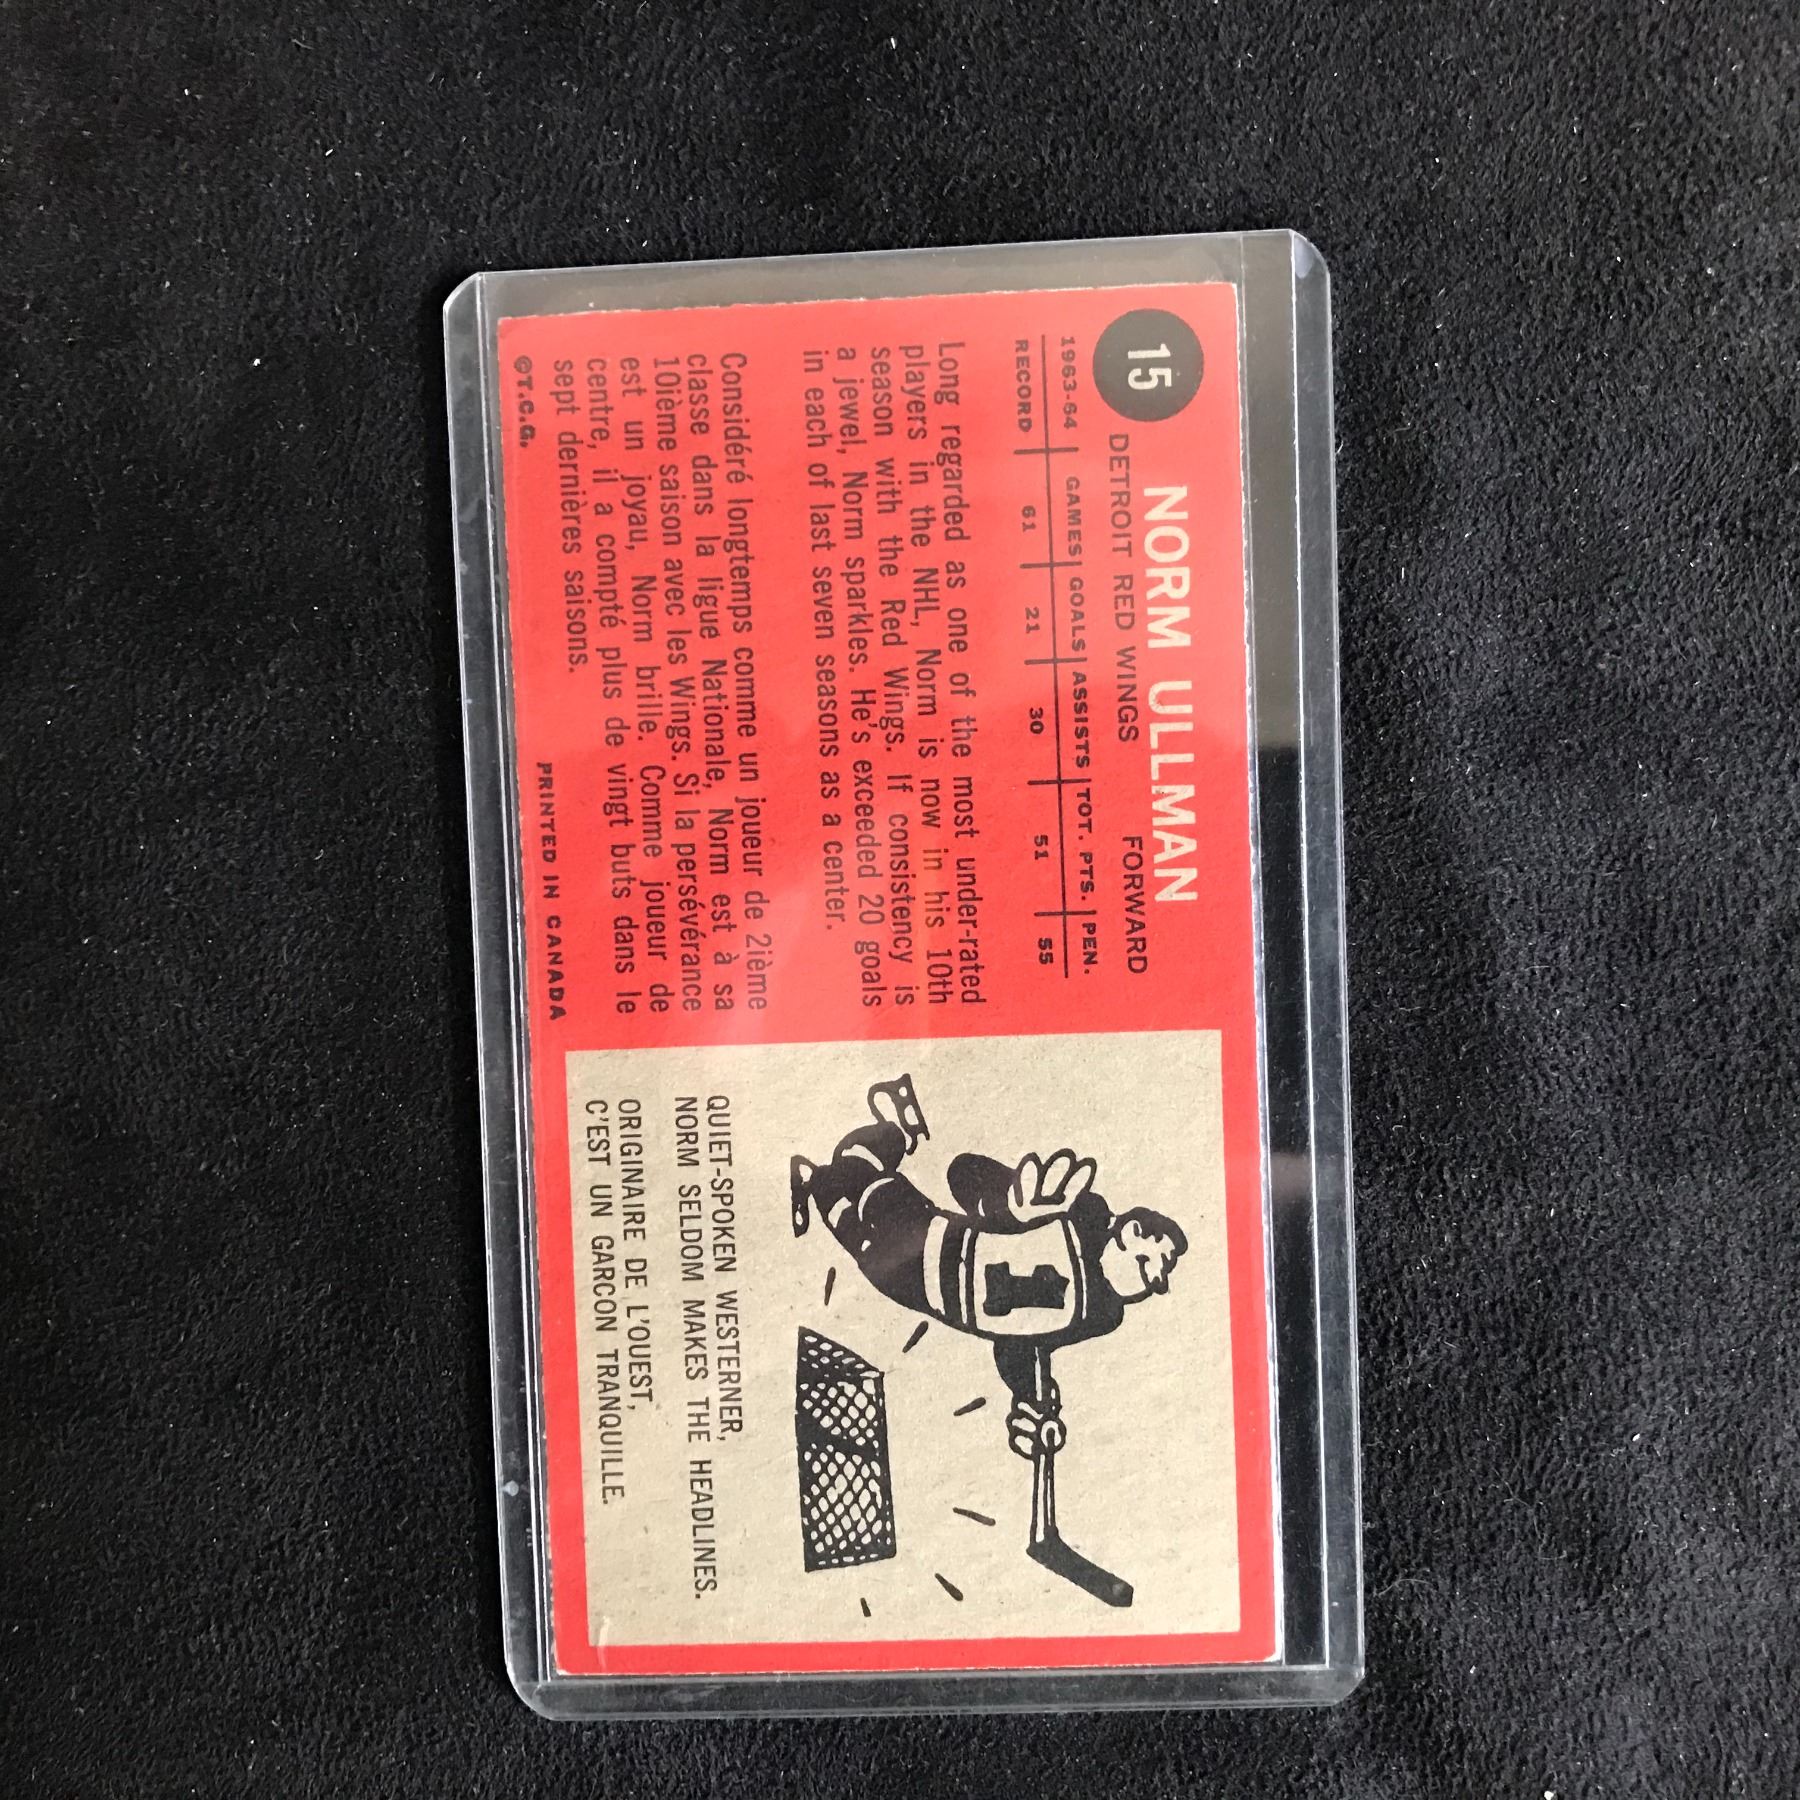 15
NORM ULLMAN
DETROIT RED WINGS FORWARD
1963-64 GAMES GOALS ASSISTS TOT. PTS. PEN.
RECORD 61 21 30 51 55
Long regarded as one of the most under-rated
players in the NHL, Norm is now in his 10th
season with the Red Wings. If consistency is
a jewel, Norm sparkles. He's exceeded 20 goals
in each of last seven seasons as a center.
Considéré longtemps comme un joueur de 2ième
classe dans la ligue Nationale, Norm est à sa
10ième saison avec les Wings. Si la persévérance
est un joyau, Norm brille. Comme joueur de
centre, il a compté plus de vingt buts dans le
sept dernières saisons.
©T.C.G. PRINTED IN CANADA
QUIET-SPOKEN WESTERNER,
NORM SELDOM MAKES THE HEADLINES.
ORIGINAIRE DE L'OUEST,
C'EST UN GARCON TRANQUILLE.